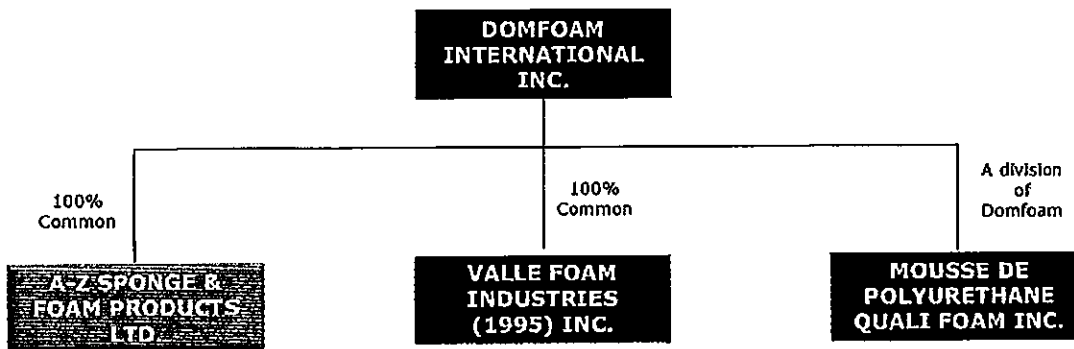 DOMFOAM
INTERNATIONAL
INC.
100%
Common
100%
Common
A division
of
Domfoam
A-Z SPONGE &
FOAM PRODUCTS
LTD.
VALLE FOAM
INDUSTRIES
(1995) INC.
MOUSSE DE
POLYURETHANE
QUALI FOAM INC.